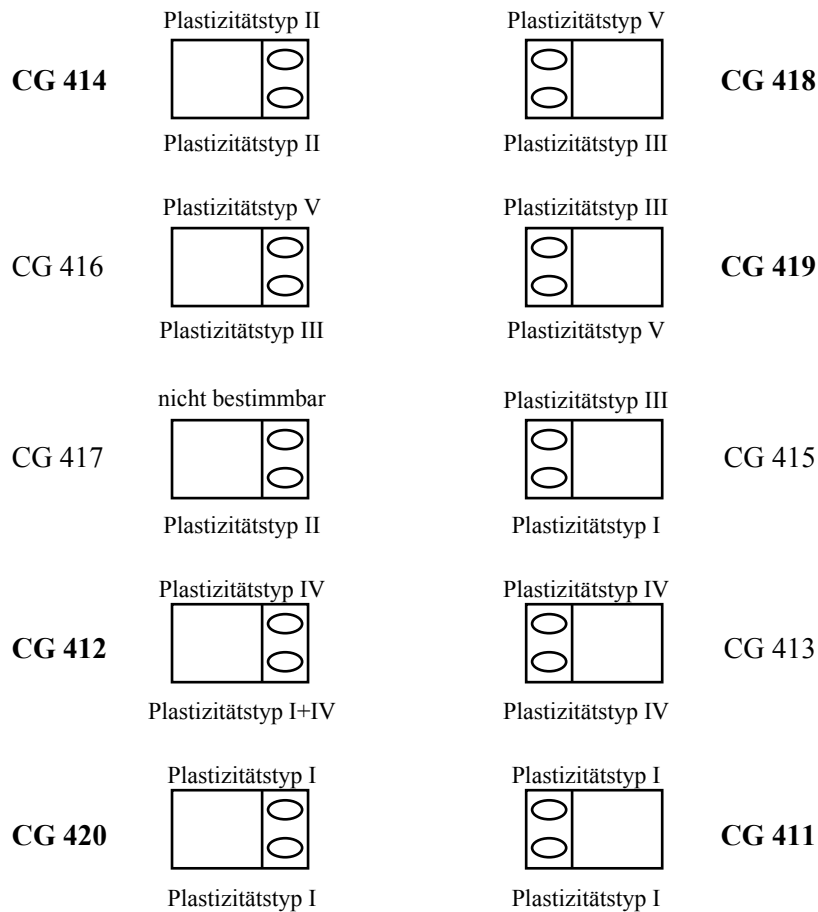 Plastizitätstyp II
CG 414
Plastizitätstyp II
Plastizitätstyp V
CG 418
Plastizitätstyp III
Plastizitätstyp V
CG 416
Plastizitätstyp III
Plastizitätstyp III
CG 419
Plastizitätstyp V
nicht bestimmbar
CG 417
Plastizitätstyp II
Plastizitätstyp III
CG 415
Plastizitätstyp I
Plastizitätstyp IV
CG 412
Plastizitätstyp I+IV
Plastizitätstyp IV
CG 413
Plastizitätstyp IV
Plastizitätstyp I
CG 420
Plastizitätstyp I
Plastizitätstyp I
CG 411
Plastizitätstyp I